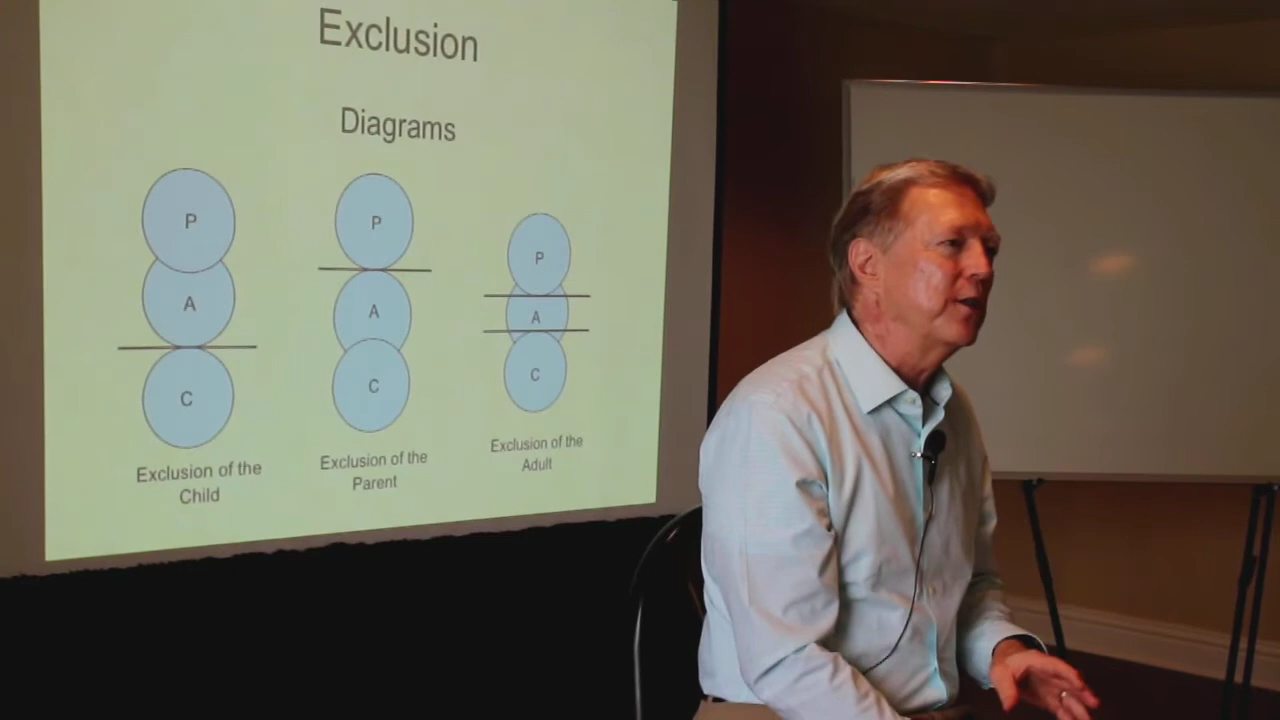 Exclusion
Diagrams
P
A
C
Exclusion of the
Child
P
A
C
Exclusion of the
Parent
P
A
C
Exclusion of the
Adult